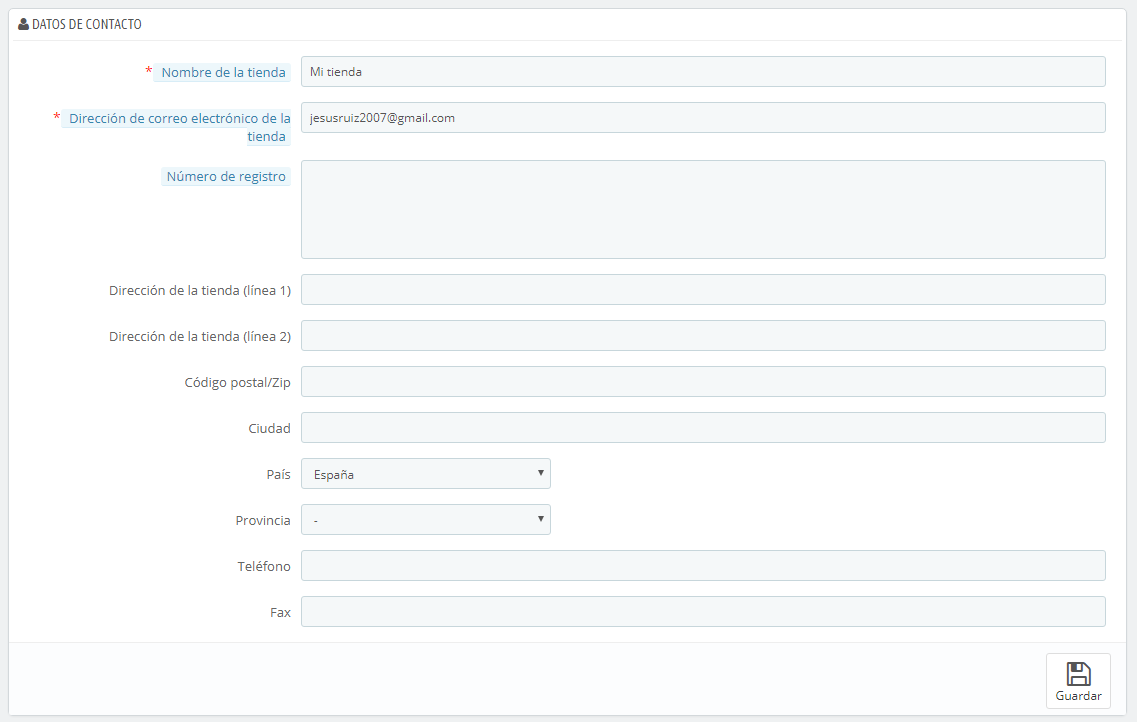 DATOS DE CONTACTO
* Nombre de la tienda
Mi tienda
* Dirección de correo electrónico de la
tienda
jesusruiz2007@gmail.com
Número de registro
Dirección de la tienda (línea 1)
Dirección de la tienda (línea 2)
Código postal/Zip
Ciudad
País
España
Provincia
-
Teléfono
Fax
Guardar